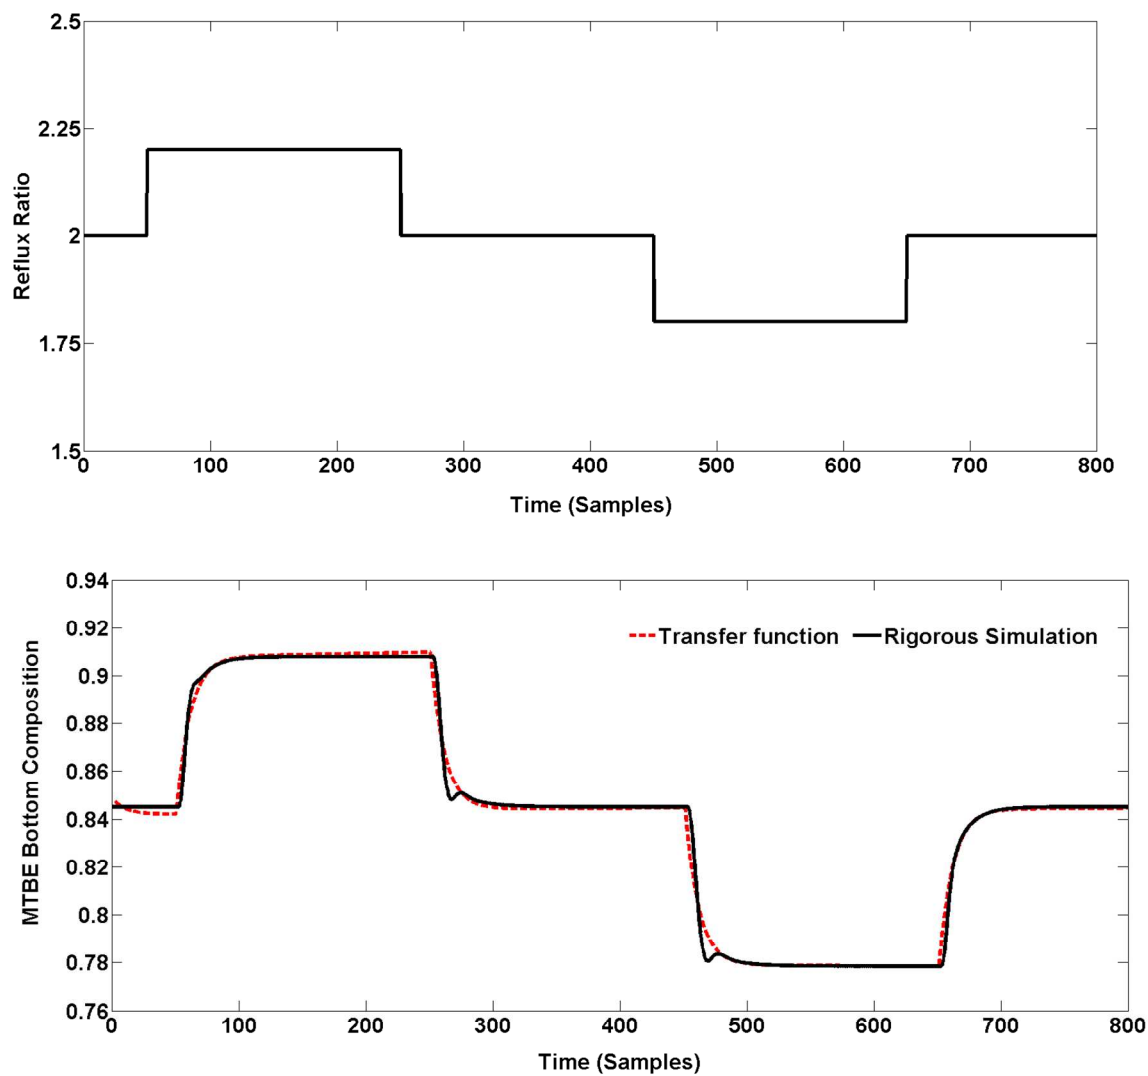 2.5
2.25
2
1.75
1.5
Reflux Ratio
0 100 200 300 400 500 600 700 800
Time (Samples)
0.94
0.92
0.9
0.88
0.86
0.84
0.82
0.8
0.78
0.76
MTBE Bottom Composition
Transfer function Rigorous Simulation
0 100 200 300 400 500 600 700 800
Time (Samples)